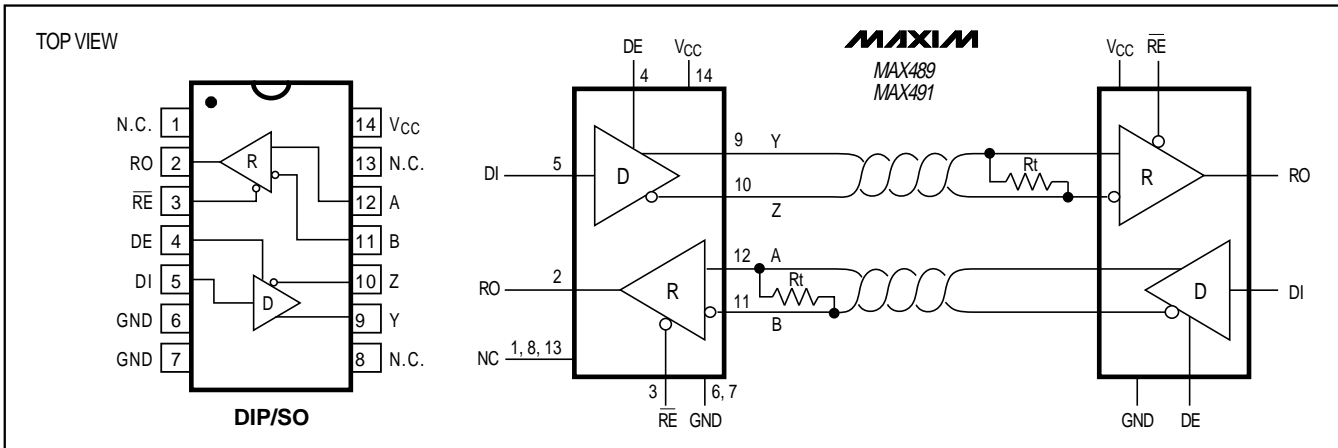 TOP VIEW
N.C. 1
RO 2
RE 3
DE 4
DI 5
GND 6
GND 7
14 VCC
13 N.C.
12 A
11 B
10 Z
9 Y
8 N.C.
R
D
DIP/SO
MAXIM
MAX489
MAX491
DE
4
VCC
14
DI
5
D
9 Y
10
Z
Rt
RO
2
R
12 A
Rt
11
B
NC 1, 8, 13
3
RE
6, 7
GND
VCC
RE
R
RO
D
DI
GND
DE